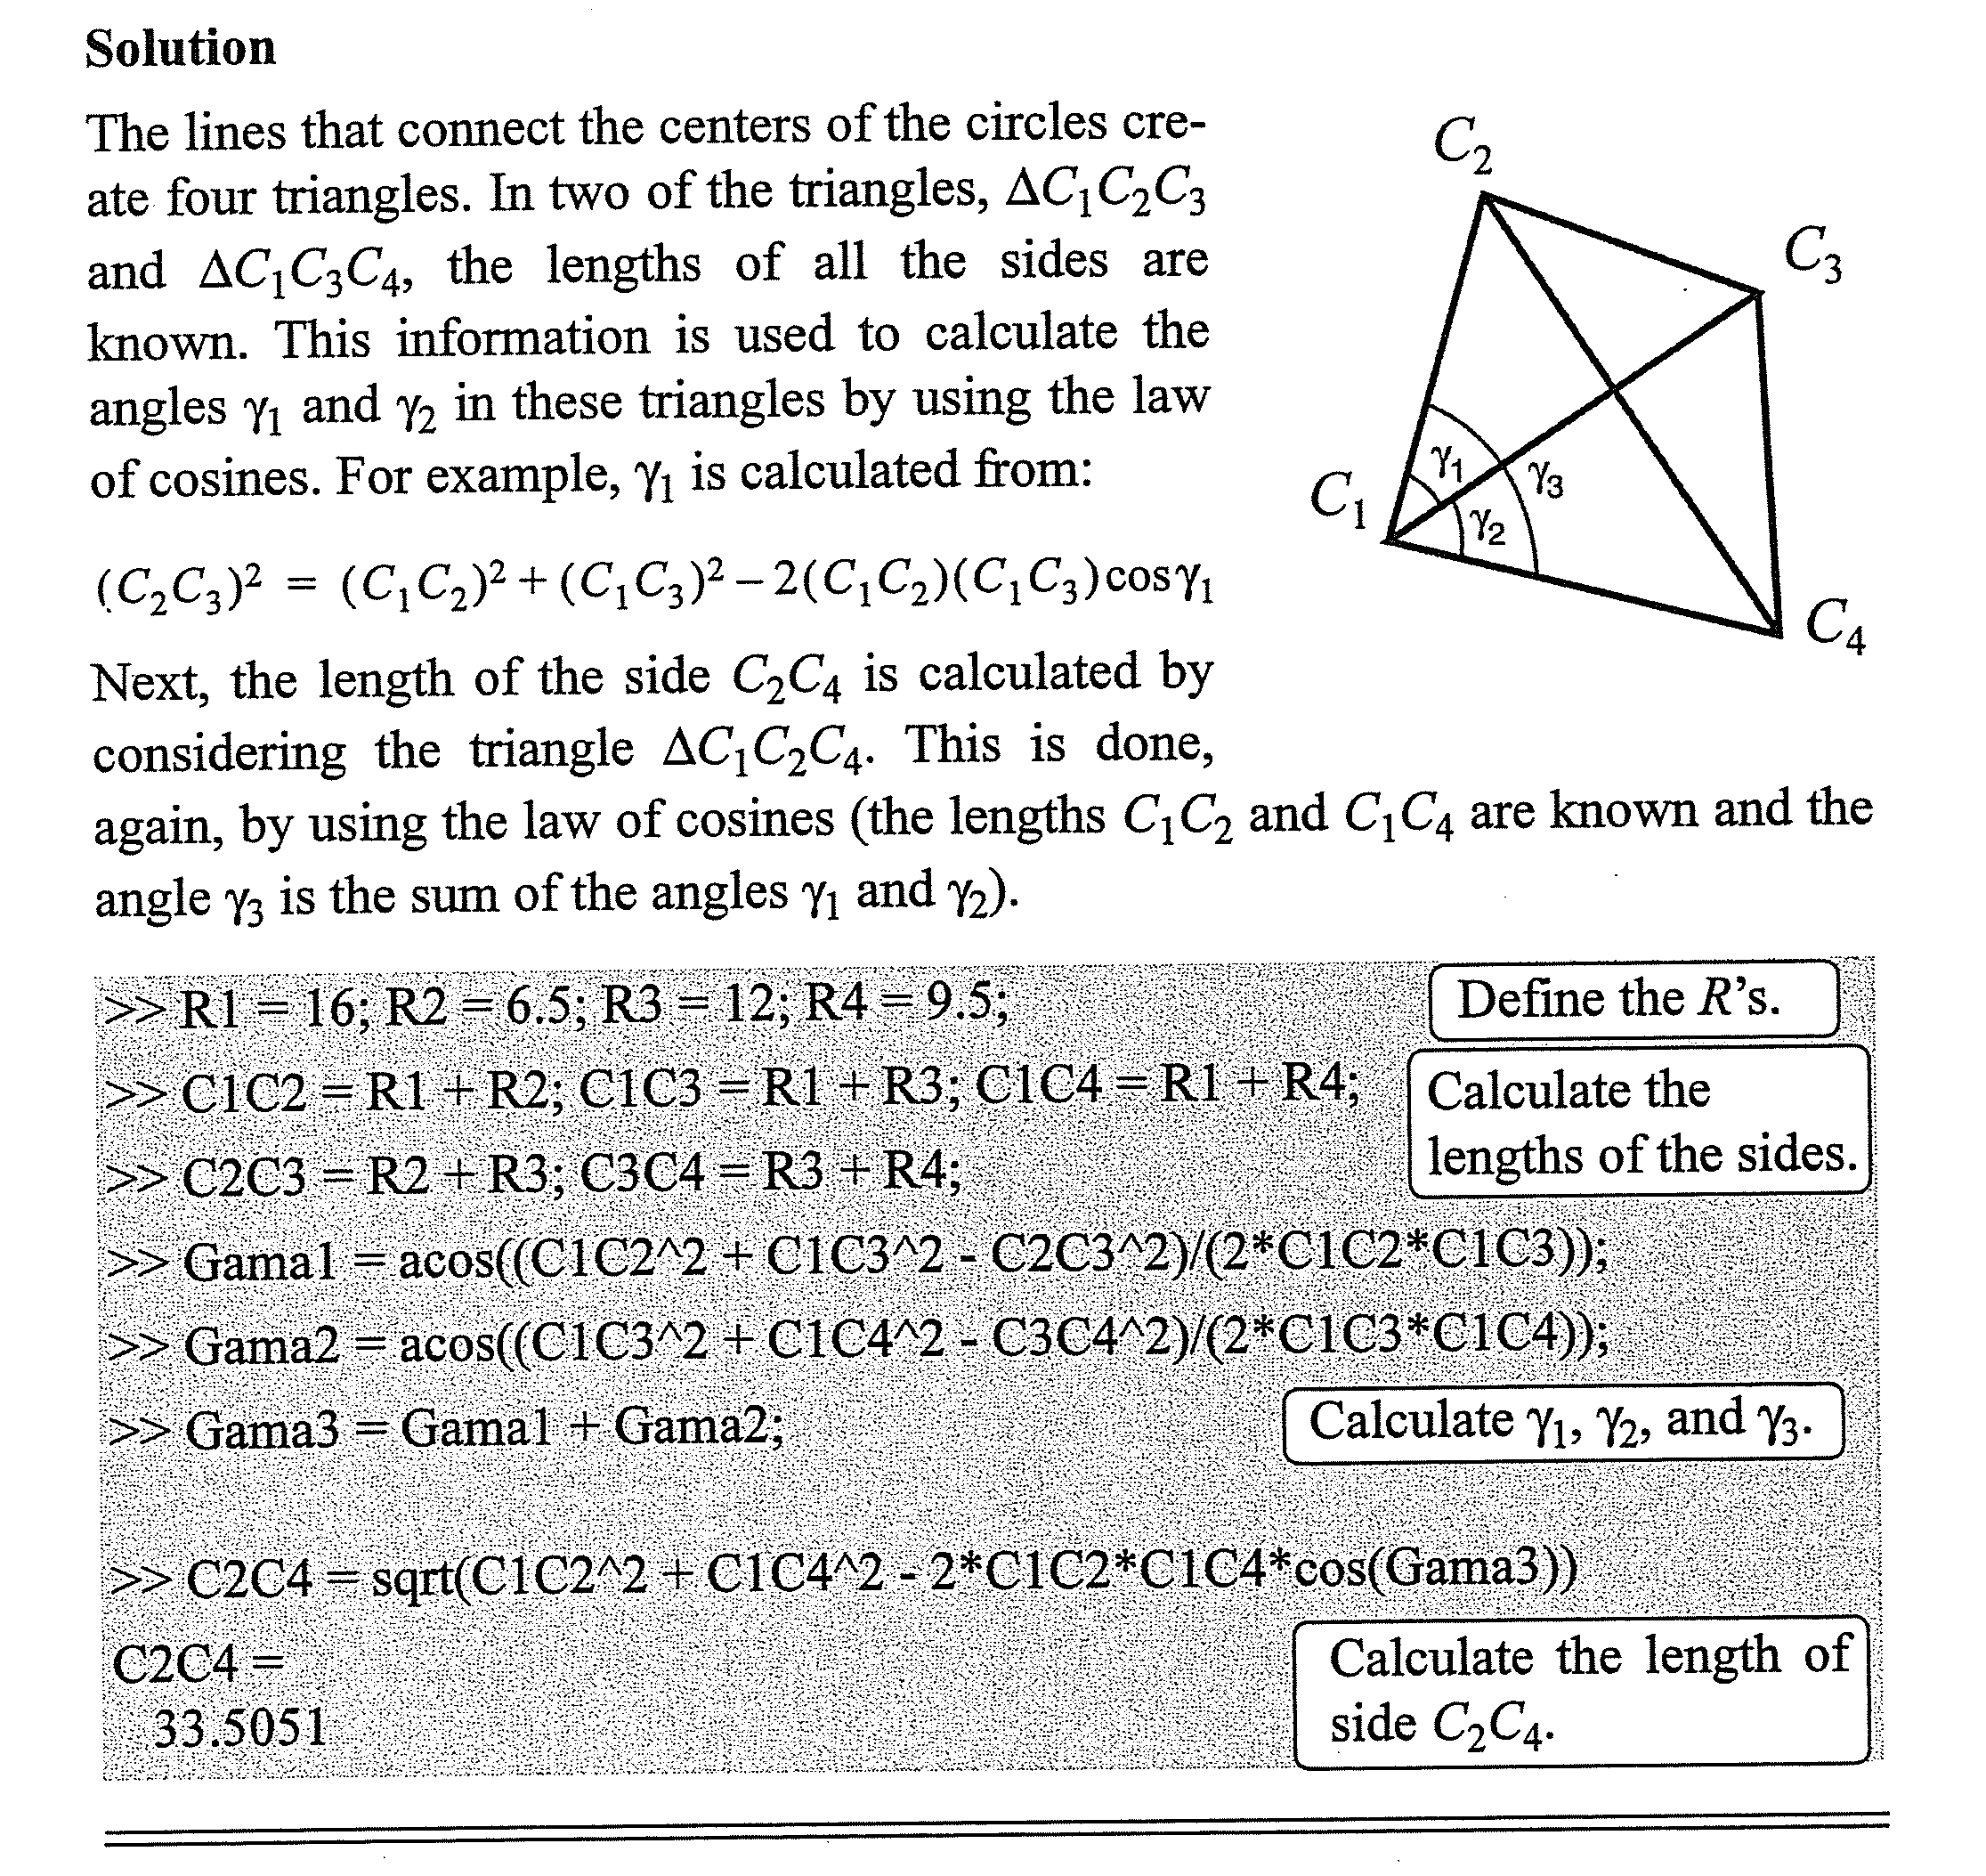 Solution
The lines that connect the centers of the circles cre-
ate four triangles. In two of the triangles, ΔC₁C₂C₃
and ΔC₁C₃C₄, the lengths of all the sides are
known. This information is used to calculate the
angles γ₁ and γ₂ in these triangles by using the law
of cosines. For example, γ₁ is calculated from:
(C₂C₃)² = (C₁C₂)² + (C₁C₃)² – 2(C₁C₂)(C₁C₃)cosγ₁
Next, the length of the side C₂C₄ is calculated by
considering the triangle ΔC₁C₂C₄. This is done,
again, by using the law of cosines (the lengths C₁C₂ and C₁C₄ are known and the
angle γ₃ is the sum of the angles γ₁ and γ₂).
C₂
C₃
C₁
γ₁
γ₃
γ₂
C₄
>> R1 = 16; R2 = 6.5; R3 = 12; R4 = 9.5;
Define the R's.
>> C1C2 = R1 + R2; C1C3 = R1 + R3; C1C4 = R1 + R4;
Calculate the
lengths of the sides.
>> C2C3 = R2 + R3; C3C4 = R3 + R4;
>> Gama1 = acos((C1C2^2 + C1C3^2 - C2C3^2)/(2*C1C2*C1C3));
>> Gama2 = acos((C1C3^2 + C1C4^2 - C3C4^2)/(2*C1C3*C1C4));
>> Gama3 = Gama1 + Gama2;
Calculate γ₁, γ₂, and γ₃.
>> C2C4 = sqrt(C1C2^2 + C1C4^2 - 2*C1C2*C1C4*cos(Gama3))
C2C4 =
33.5051
Calculate the length of
side C₂C₄.